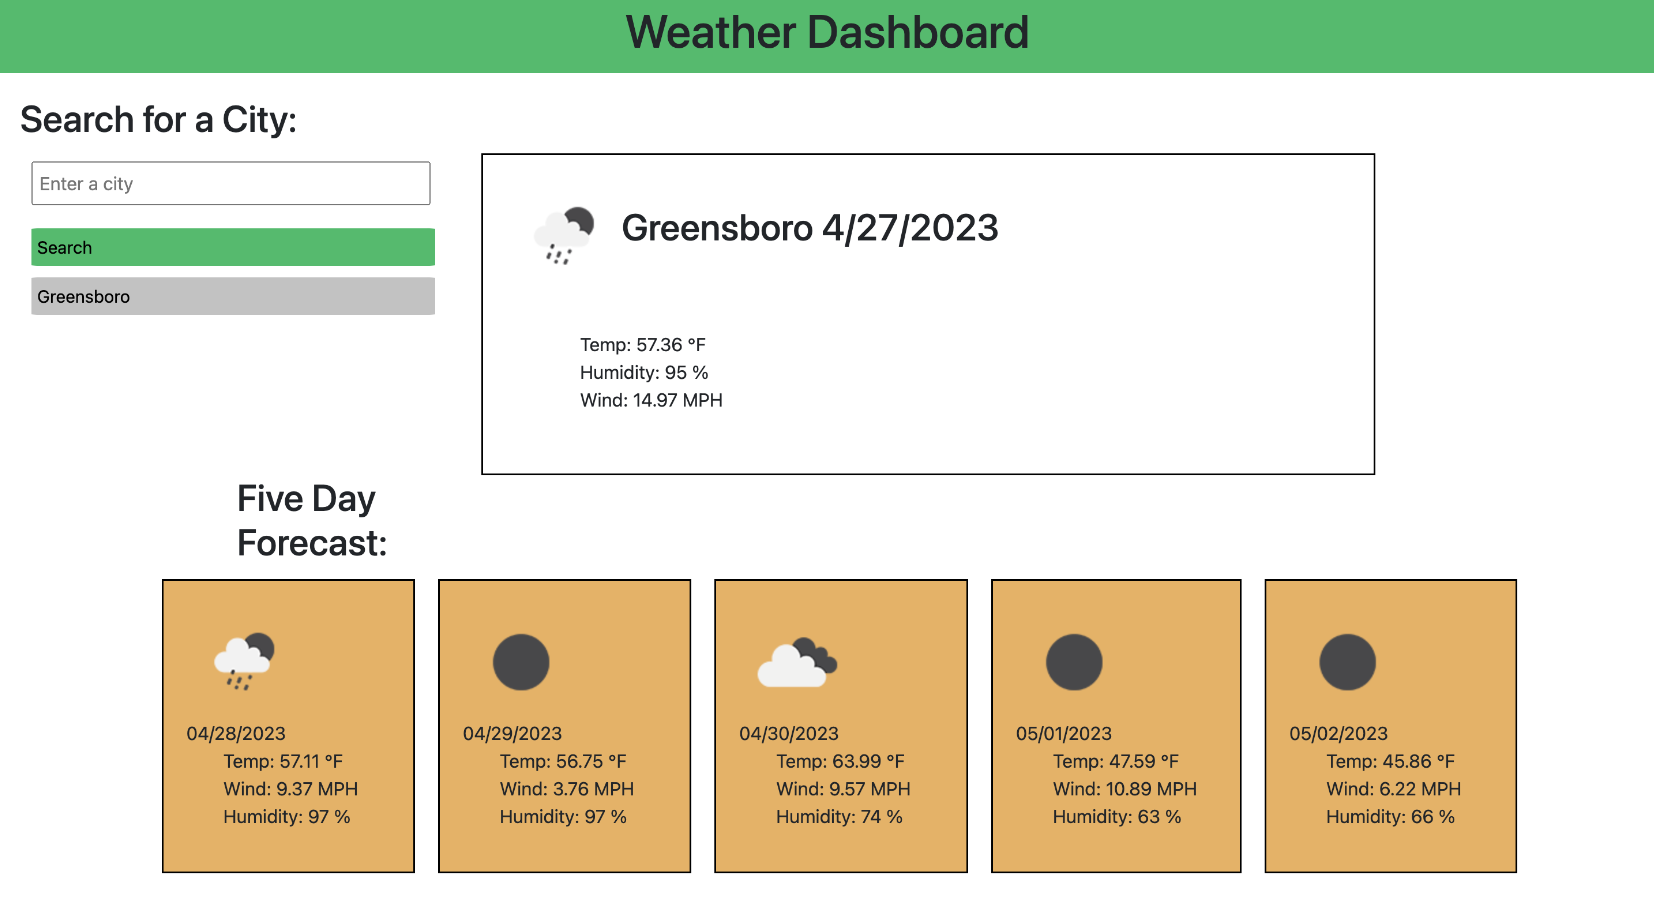 Weather Dashboard
Search for a City:
Enter a city
Search
Greensboro
Greensboro 4/27/2023
Temp: 57.36 °F
Humidity: 95 %
Wind: 14.97 MPH
Five Day
Forecast:
04/28/2023
Temp: 57.11 °F
Wind: 9.37 MPH
Humidity: 97 %
04/29/2023
Temp: 56.75 °F
Wind: 3.76 MPH
Humidity: 97 %
04/30/2023
Temp: 63.99 °F
Wind: 9.57 MPH
Humidity: 74 %
05/01/2023
Temp: 47.59 °F
Wind: 10.89 MPH
Humidity: 63 %
05/02/2023
Temp: 45.86 °F
Wind: 6.22 MPH
Humidity: 66 %